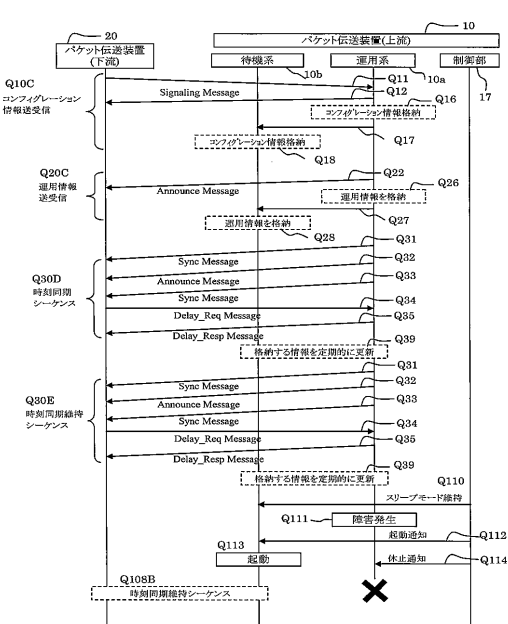 20
10
パケット伝送装置
(下流)
パケット伝送装置(上流)
待機系
運用系
制御部
10b
10a
17
Q10C
コンフィグレーション
情報送受信
Signaling Message
Q11
Q12
Q16
コンフィグレーション情報格納
Q17
コンフィグレーション情報格納
Q18
Q20C
運用情報
送受信
Announce Message
Q22
Q26
運用情報を格納
Q27
運用情報を格納
Q28
Q31
Sync Message
Q32
Announce Message
Q33
Sync Message
Q30D
時刻同期
シーケンス
Q34
Delay_Req Message
Q35
Delay_Resp Message
Q39
格納する情報を定期的に更新
Q31
Sync Message
Q32
Announce Message
Q33
Sync Message
Q30E
時刻同期維持
シーケンス
Q34
Delay_Req Message
Q35
Delay_Resp Message
Q39
格納する情報を定期的に更新
Q110
スリープモード維持
Q111
障害発生
起動通知
Q112
Q113
起動
休止通知
Q114
Q108B
時刻同期維持シーケンス